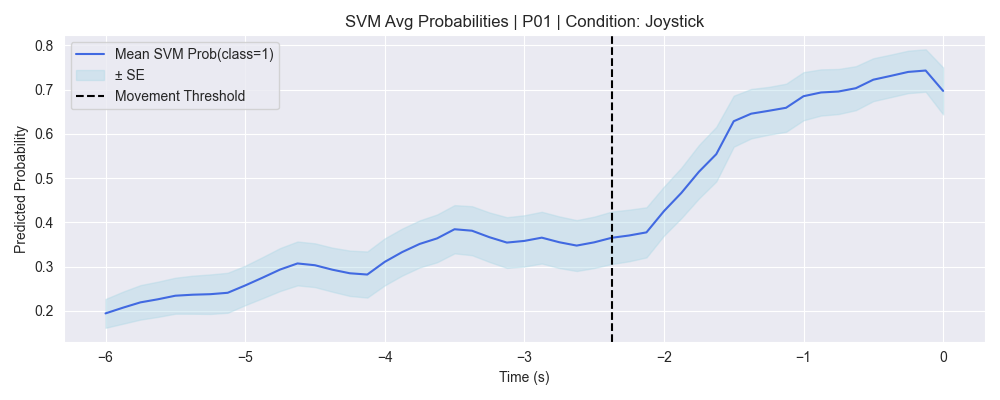 SVM Avg Probabilities | P01 | Condition: Joystick
Mean SVM Prob(class=1)
± SE
Movement Threshold
Predicted Probability
0.8
0.7
0.6
0.5
0.4
0.3
0.2
−6 −5 −4 −3 −2 −1 0
Time (s)